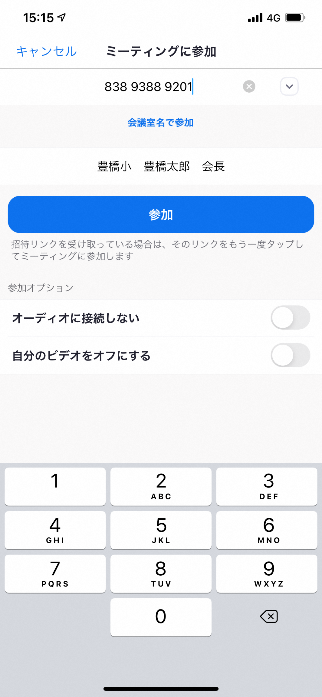 15:15
4G
キャンセル
ミーティングに参加
838 9388 9201
会議室名で参加
豊橋小　豊橋太郎　会長
参加
招待リンクを受け取っている場合は、そのリンクをもう一度タップし
てミーティングに参加します
参加オプション
オーディオに接続しない
自分のビデオをオフにする
1 2 3
ABC DEF
4 5 6
GHI JKL MNO
7 8 9
PQRS TUV WXYZ
0